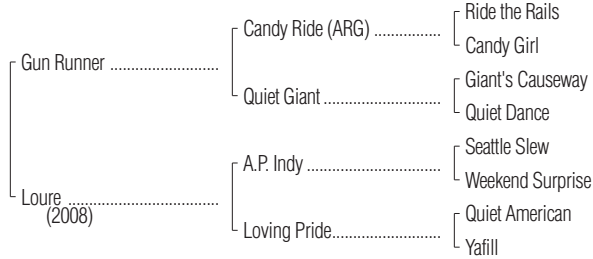 Ride the Rails
Candy Ride (ARG) ................
Candy Girl
Gun Runner ..........................
Giant's Causeway
Quiet Giant ............................
Quiet Dance
Seattle Slew
A.P. Indy ................................
Weekend Surprise
Loure ....................................
(2008)
Quiet American
Loving Pride..........................
Yafill